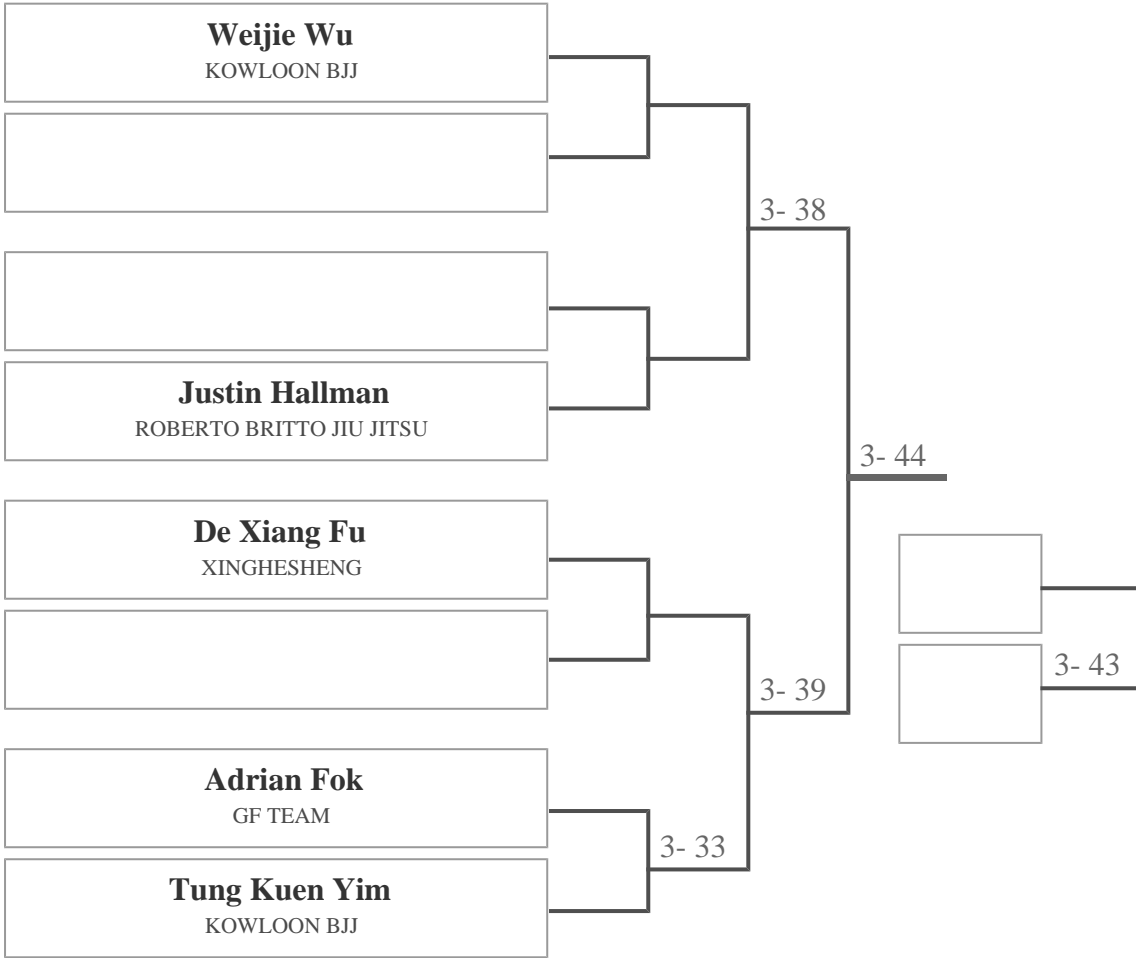 Weijie Wu
KOWLOON BJJ
3- 38
Justin Hallman
ROBERTO BRITTO JIU JITSU
3- 44
De Xiang Fu
XINGHESHENG
3- 43
3- 39
Adrian Fok
GF TEAM
3- 33
Tung Kuen Yim
KOWLOON BJJ